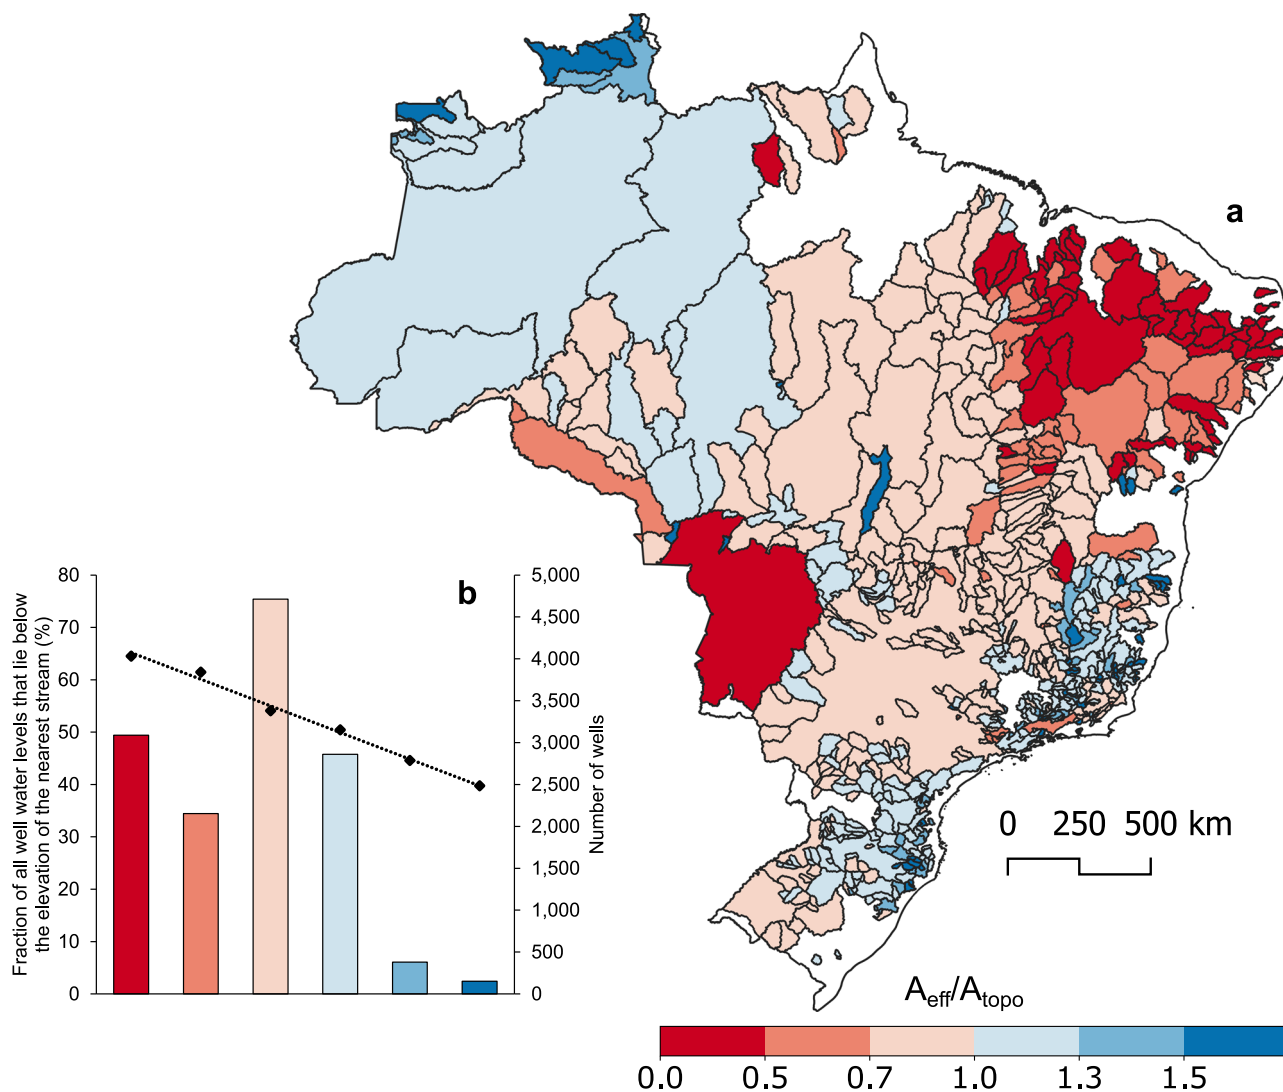 a
0 250 500 km
b
80
70
60
50
40
30
20
10
0
Fraction of all well water levels that lie below
the elevation of the nearest stream (%)
5,000
4,500
4,000
3,500
3,000
2,500
2,000
1,500
1,000
500
0
Number of wells
Aeff/Atopo
0.0 0.5 0.7 1.0 1.3 1.5